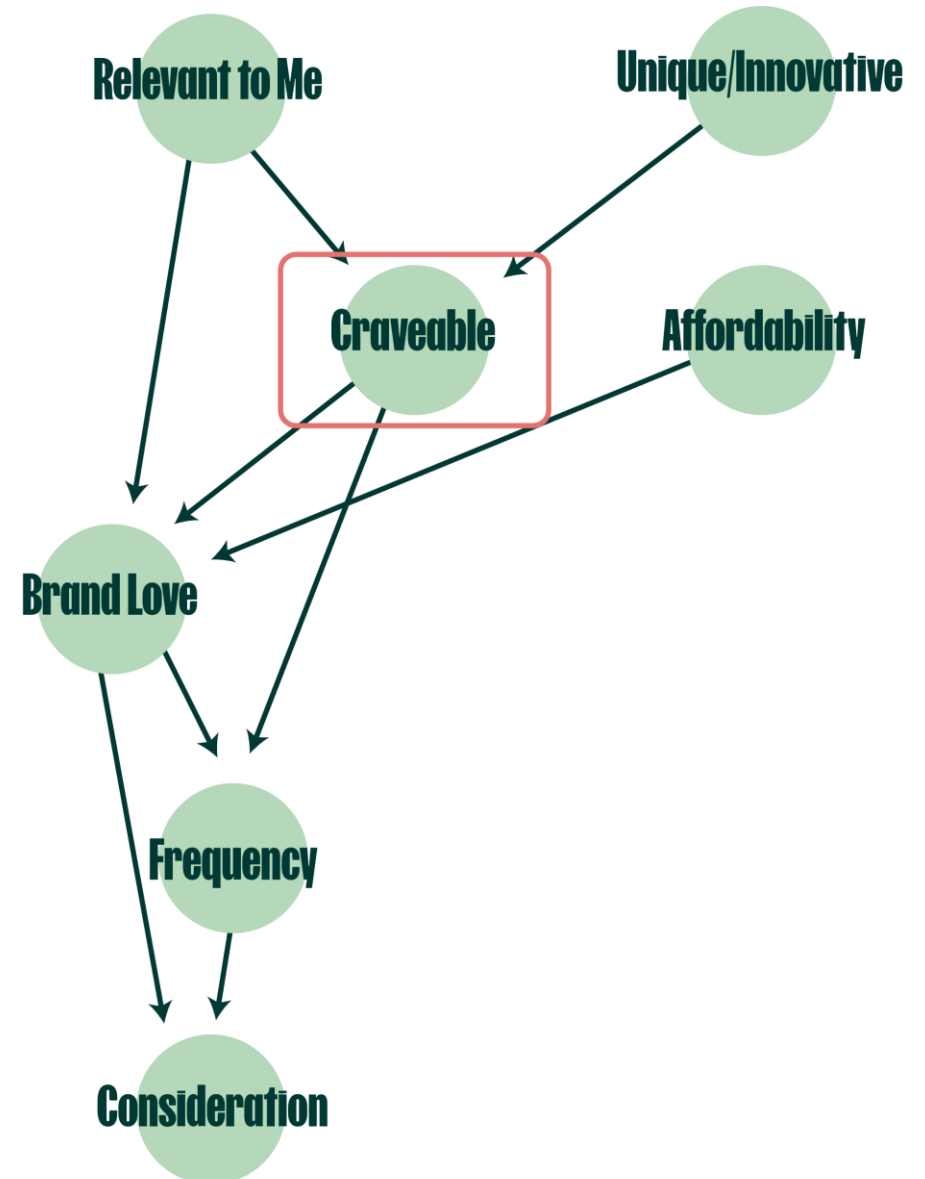 Relevant to Me
Unique/Innovative
Craveable
Affordability
Brand Love
Frequency
Consideration